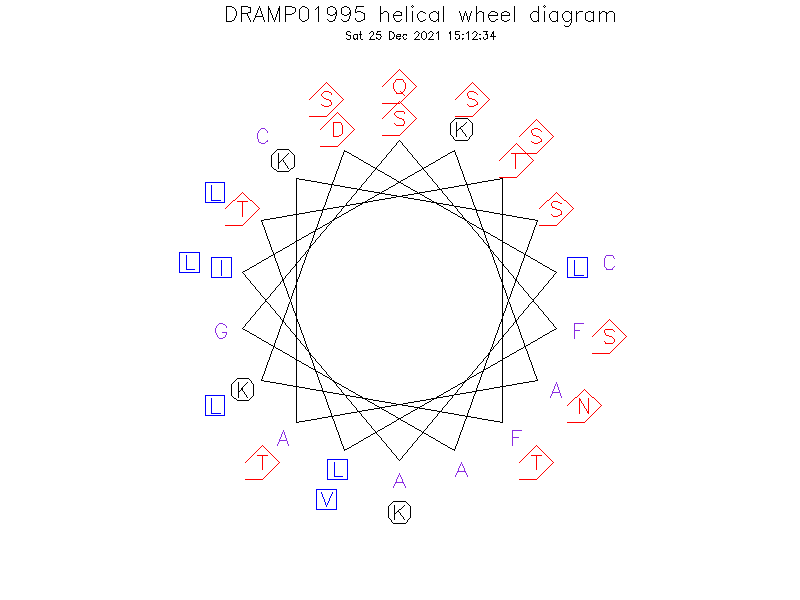 DRAMP01995 helical wheel diagram
Sat 25 Dec 2021 15:12:34
Q
S S
S
D K
C S
K T
L
T S
L I L C
G F S
K A
L N
A F
T L A T
A
V
K